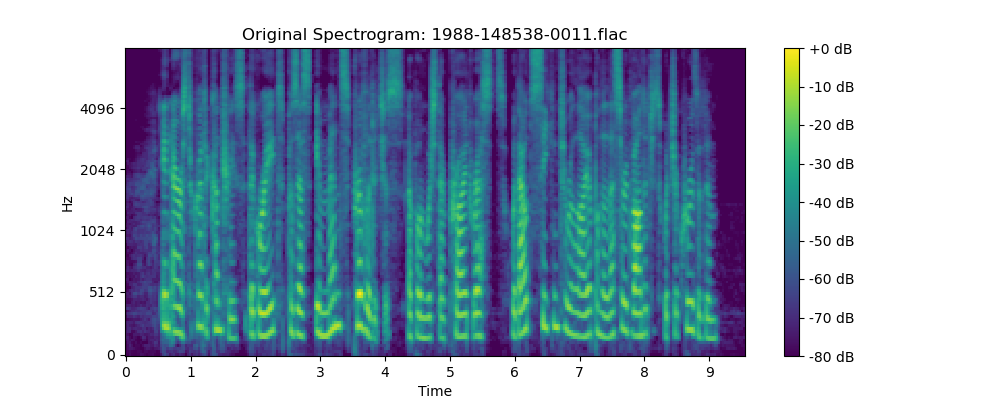 Original Spectrogram: 1988-148538-0011.flac
Hz
4096
2048
1024
512
0
0 1 2 3 4 5 6 7 8 9
Time
+0 dB
-10 dB
-20 dB
-30 dB
-40 dB
-50 dB
-60 dB
-70 dB
-80 dB